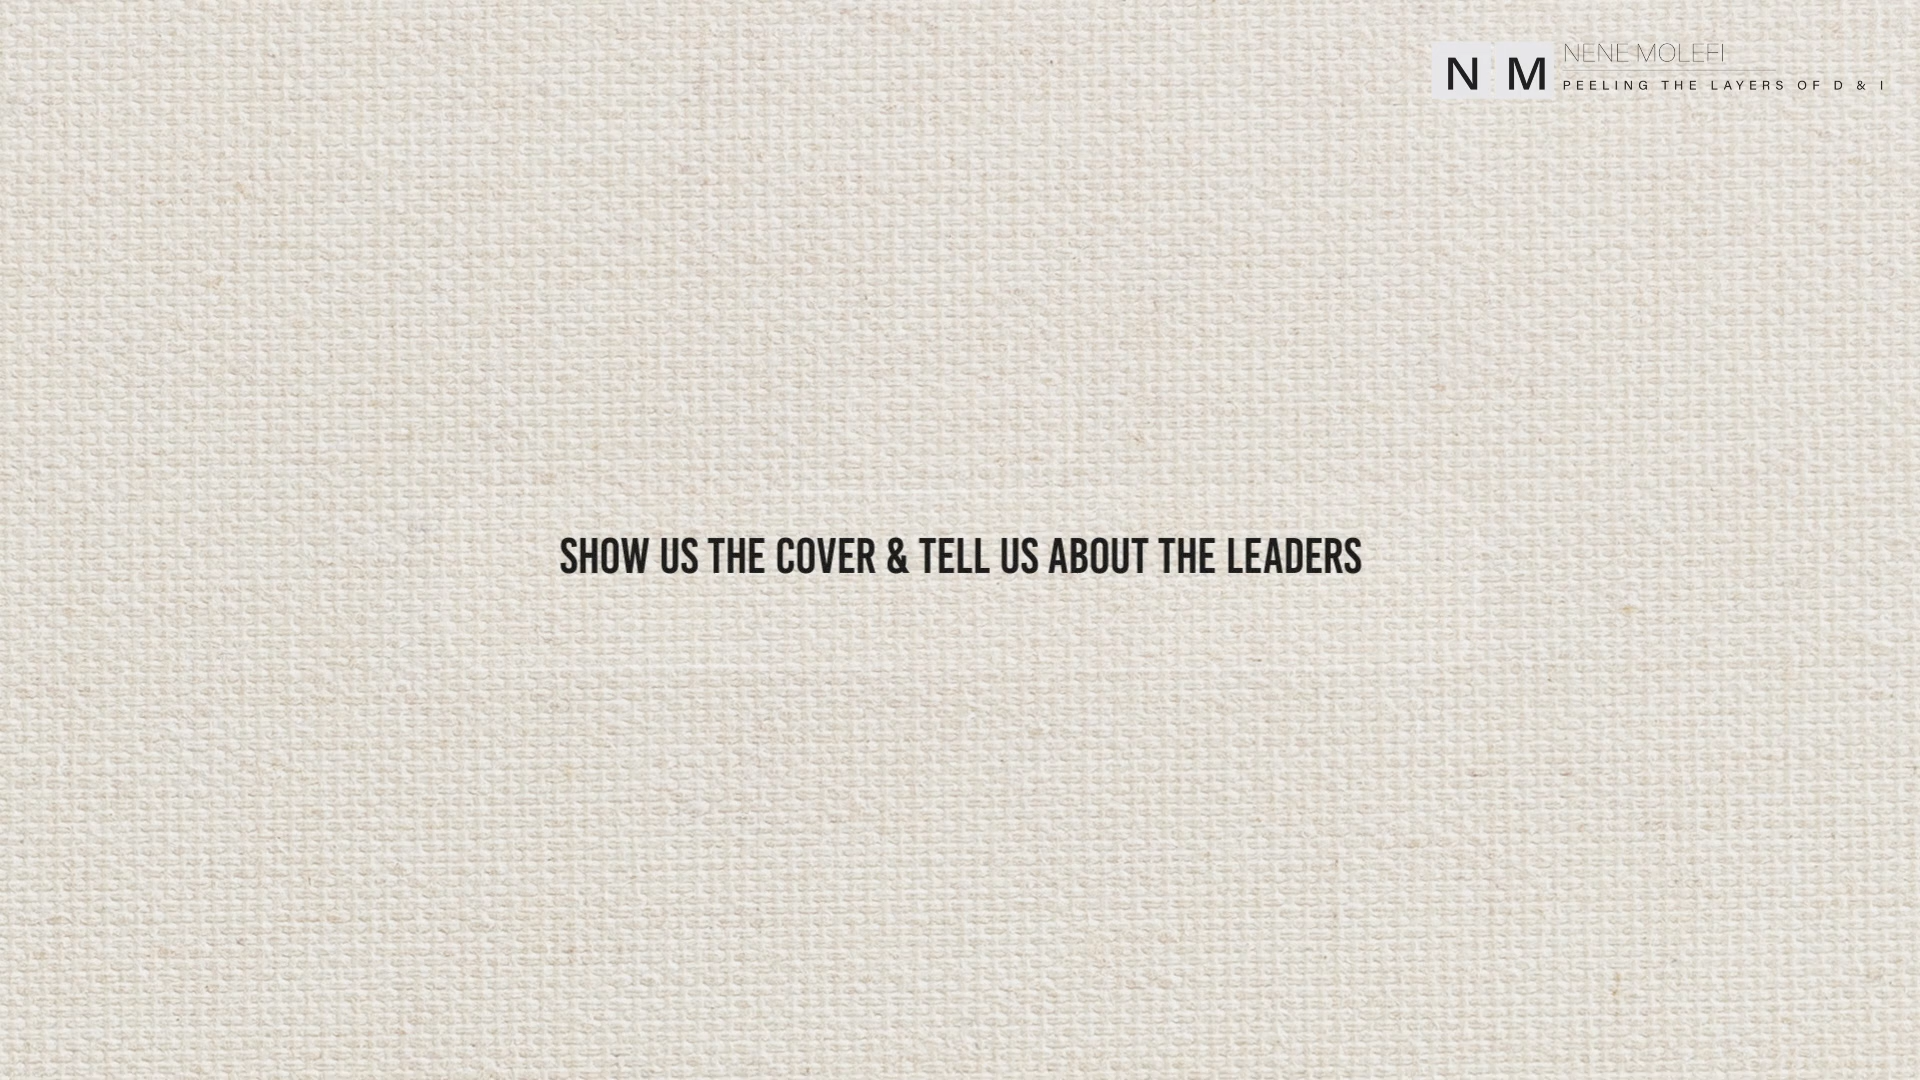 N M
NENE MOLEFI
PEELING THE LAYERS OF D & I
SHOW US THE COVER & TELL US ABOUT THE LEADERS